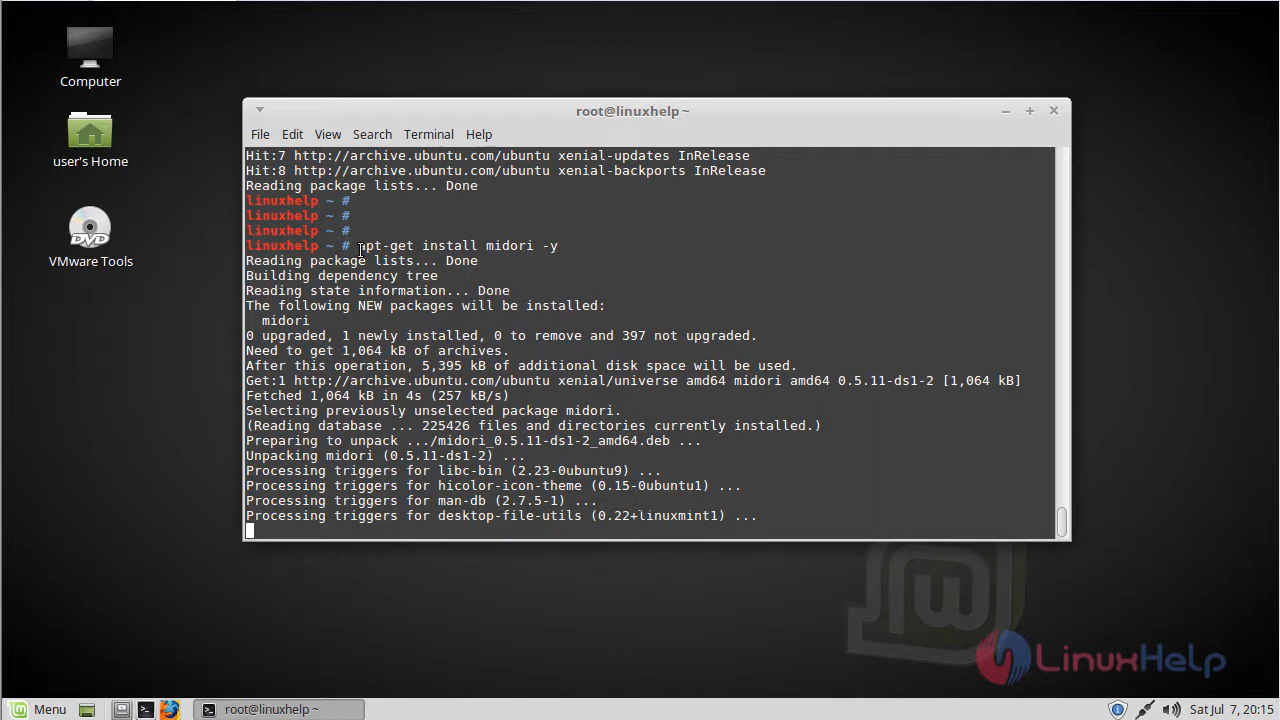 Computer
user's Home
VMware Tools
root@linuxhelp ~
File Edit View Search Terminal Help
Hit:7 http://archive.ubuntu.com/ubuntu xenial-updates InRelease
Hit:8 http://archive.ubuntu.com/ubuntu xenial-backports InRelease
Reading package lists... Done
linuxhelp ~ #
linuxhelp ~ #
linuxhelp ~ #
linuxhelp ~ # apt-get install midori -y
Reading package lists... Done
Building dependency tree
Reading state information... Done
The following NEW packages will be installed:
midori
0 upgraded, 1 newly installed, 0 to remove and 397 not upgraded.
Need to get 1,064 kB of archives.
After this operation, 5,395 kB of additional disk space will be used.
Get:1 http://archive.ubuntu.com/ubuntu xenial/universe amd64 midori amd64 0.5.11-ds1-2 [1,064 kB]
Fetched 1,064 kB in 4s (257 kB/s)
Selecting previously unselected package midori.
(Reading database ... 225426 files and directories currently installed.)
Preparing to unpack .../midori_0.5.11-ds1-2_amd64.deb ...
Unpacking midori (0.5.11-ds1-2) ...
Processing triggers for libc-bin (2.23-0ubuntu9) ...
Processing triggers for hicolor-icon-theme (0.15-0ubuntu1) ...
Processing triggers for man-db (2.7.5-1) ...
Processing triggers for desktop-file-utils (0.22+linuxmint1) ...
LinuxHelp
Menu
root@linuxhelp ~
Sat Jul 7, 20:15
DVD